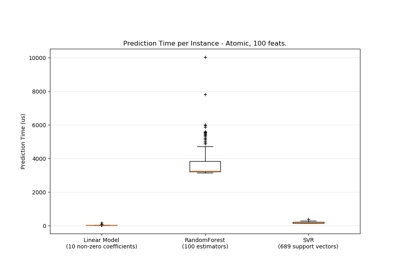 Prediction Time per Instance - Atomic, 100 feats.
Prediction Time (us)
10000
8000
6000
4000
2000
0
Linear Model
(10 non-zero coefficients)
RandomForest
(100 estimators)
SVR
(689 support vectors)